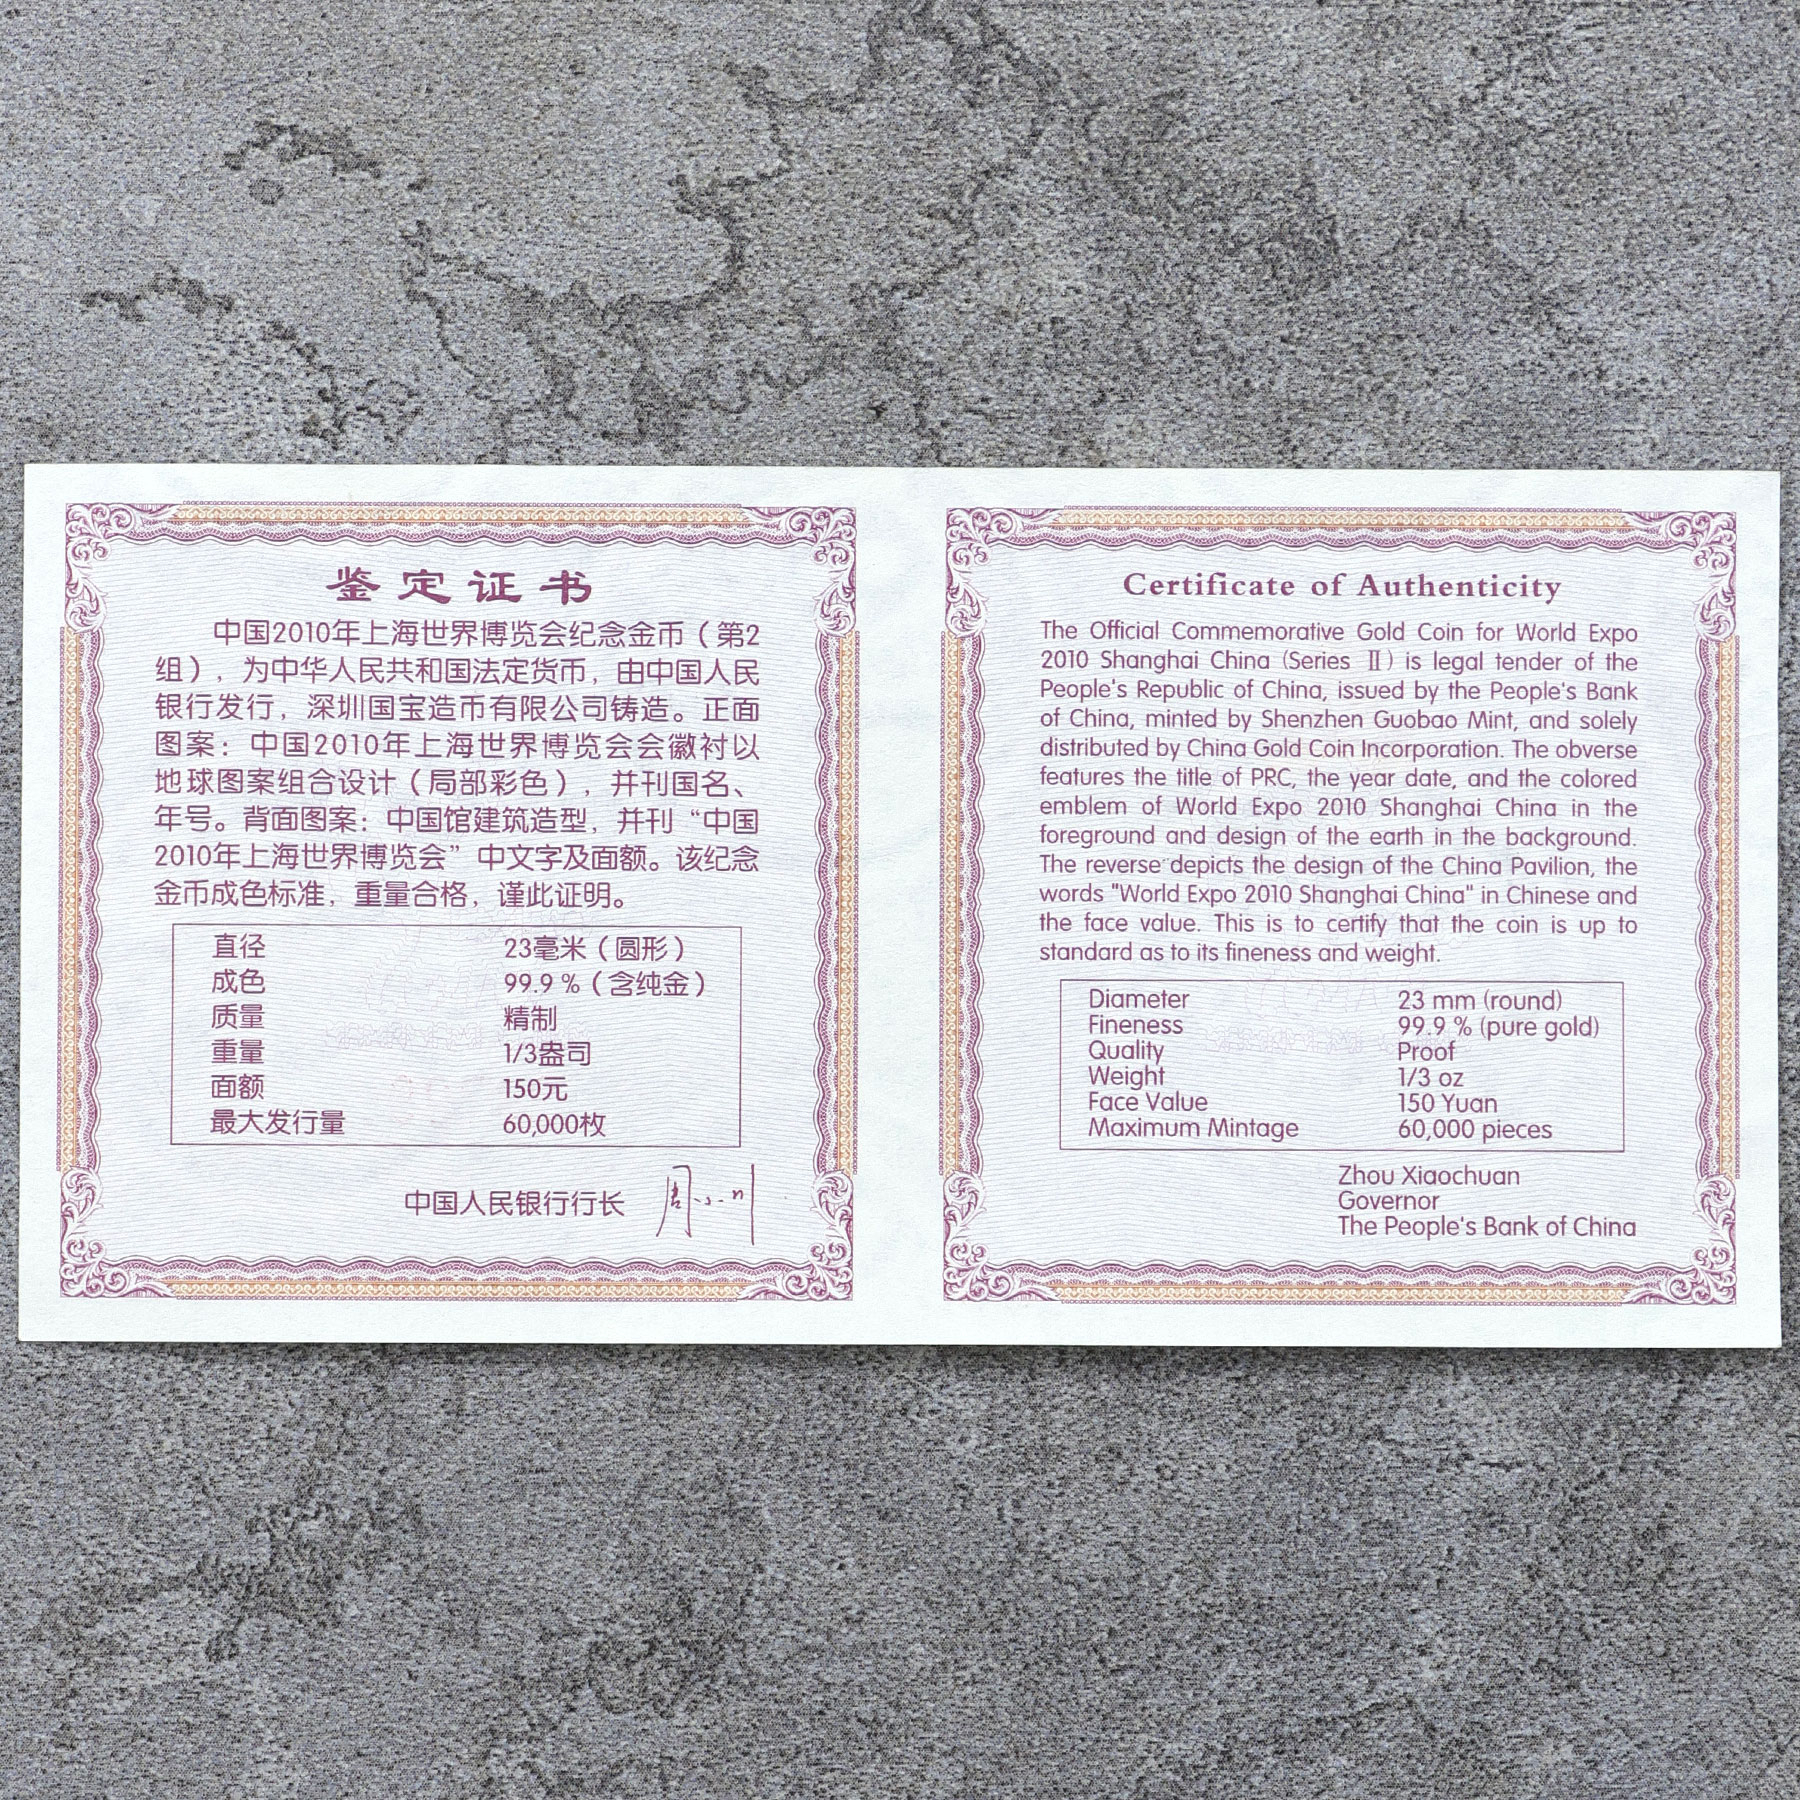 鉴定证书
中国2010年上海世界博览会纪念金币（第2
组），为中华人民共和国法定货币，由中国人民
银行发行，深圳国宝造币有限公司铸造。正面
图案：中国2010年上海世界博览会会徽衬以
地球图案组合设计（局部彩色），并刊国名、
年号。背面图案：中国馆建筑造型，并刊“中国
2010年上海世界博览会”中文字及面额。该纪念
金币成色标准，重量合格，谨此证明。
直径 23毫米（圆形）
成色 99.9％（含纯金）
质量 精制
重量 1/3盎司
面额 150元
最大发行量 60,000枚
中国人民银行行长 周小川
Certificate of Authenticity
The Official Commemorative Gold Coin for World Expo
2010 Shanghai China (Series Ⅱ) is legal tender of the
People's Republic of China, issued by the People's Bank
of China, minted by Shenzhen Guobao Mint, and solely
distributed by China Gold Coin Incorporation. The obverse
features the title of PRC, the year date, and the colored
emblem of World Expo 2010 Shanghai China in the
foreground and design of the earth in the background.
The reverse depicts the design of the China Pavilion, the
words "World Expo 2010 Shanghai China" in Chinese and
the face value. This is to certify that the coin is up to
standard as to its fineness and weight.
Diameter 23 mm (round)
Fineness 99.9 % (pure gold)
Quality Proof
Weight 1/3 oz
Face Value 150 Yuan
Maximum Mintage 60,000 pieces
Zhou Xiaochuan
Governor
The People's Bank of China